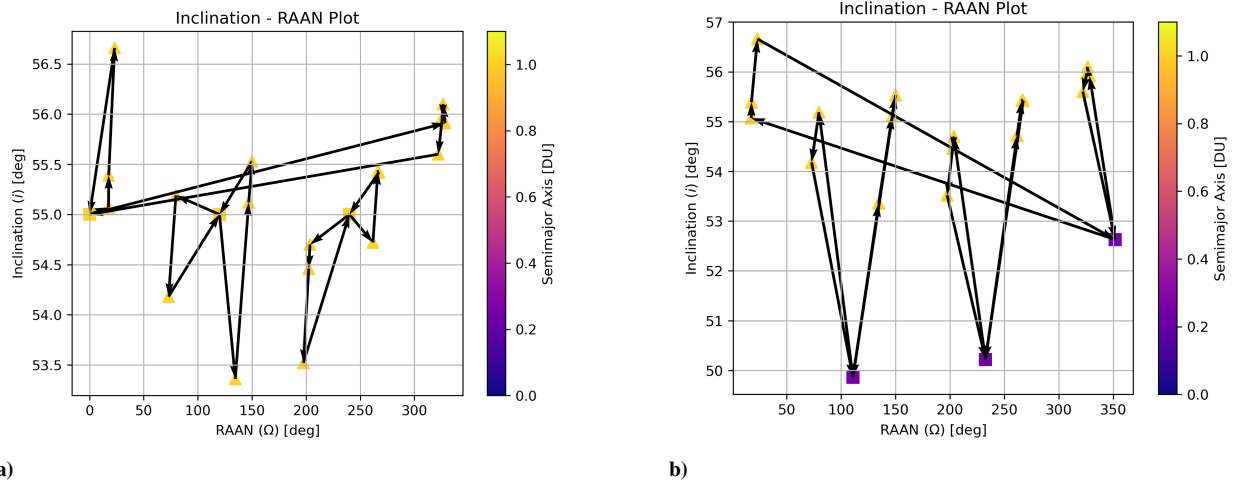 Inclination - RAAN Plot
56.5
56.0
55.5
55.0
54.5
54.0
53.5
0 50 100 150 200 250 300
RAAN (Ω) [deg]
Inclination (i) [deg]
1.0
0.8
0.6
0.4
0.2
0.0
Semimajor Axis [DU]
a)
Inclination - RAAN Plot
57
56
55
54
53
52
51
50
50 100 150 200 250 300 350
RAAN (Ω) [deg]
Inclination (i) [deg]
1.0
0.8
0.6
0.4
0.2
0.0
Semimajor Axis [DU]
b)